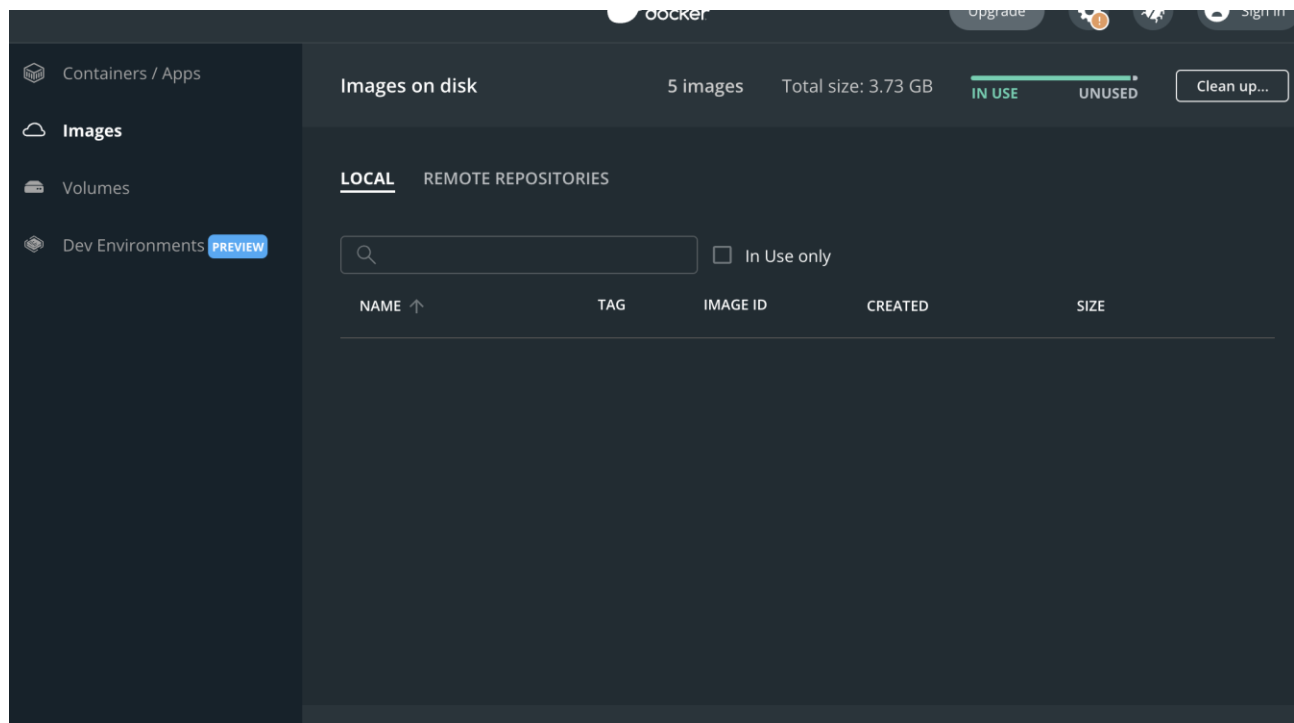 docker
Upgrade
!
Sign in
Containers / Apps
Images
Volumes
Dev Environments PREVIEW
Images on disk
5 images
Total size: 3.73 GB
IN USE
UNUSED
Clean up...
LOCAL
REMOTE REPOSITORIES
In Use only
NAME ↑
TAG
IMAGE ID
CREATED
SIZE